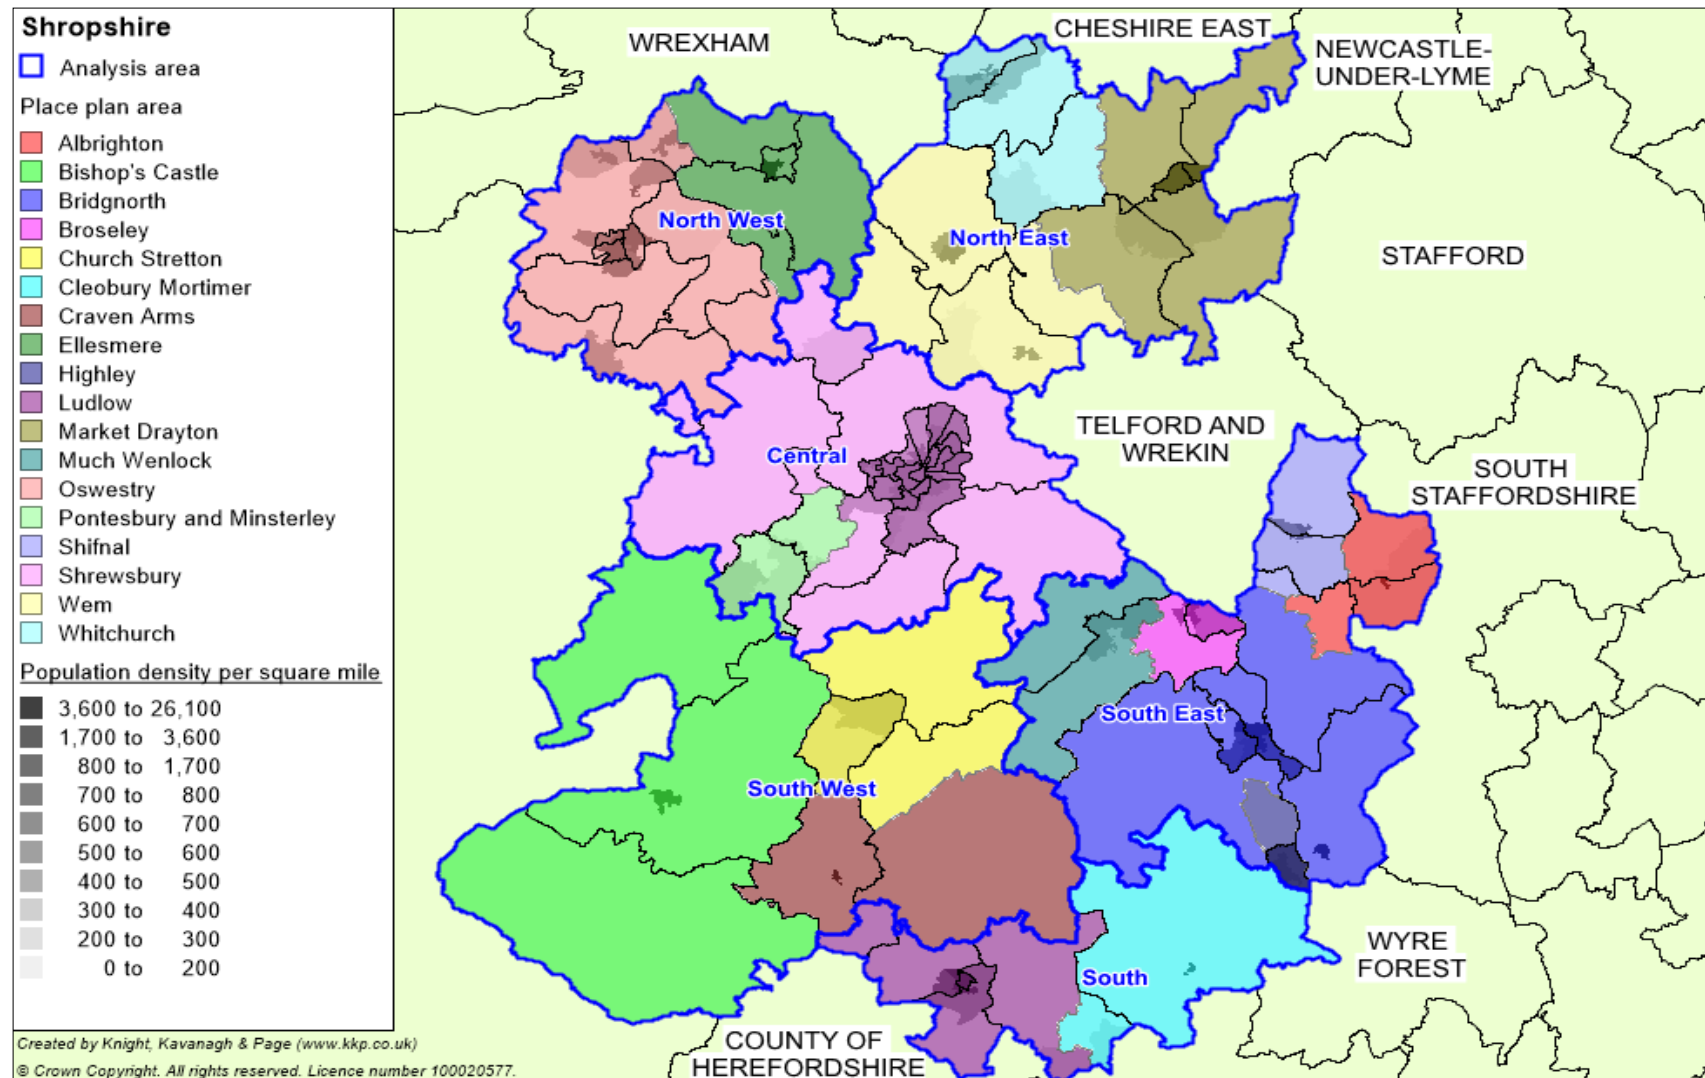 Shropshire
Analysis area
Place plan area
Albrighton
Bishop's Castle
Bridgnorth
Broseley
Church Stretton
Cleobury Mortimer
Craven Arms
Ellesmere
Highley
Ludlow
Market Drayton
Much Wenlock
Oswestry
Pontesbury and Minsterley
Shifnal
Shrewsbury
Wem
Whitchurch
Population density per square mile
3,600 to 26,100
1,700 to 3,600
800 to 1,700
700 to 800
600 to 700
500 to 600
400 to 500
300 to 400
200 to 300
0 to 200
Created by Knight, Kavanagh & Page (www.kkp.co.uk)
© Crown Copyright. All rights reserved. Licence number 100020577.
WREXHAM
CHESHIRE EAST
NEWCASTLE-
UNDER-LYME
North West
North East
STAFFORD
TELFORD AND
WREKIN
Central
SOUTH
STAFFORDSHIRE
South East
South West
WYRE
FOREST
South
COUNTY OF
HEREFORDSHIRE